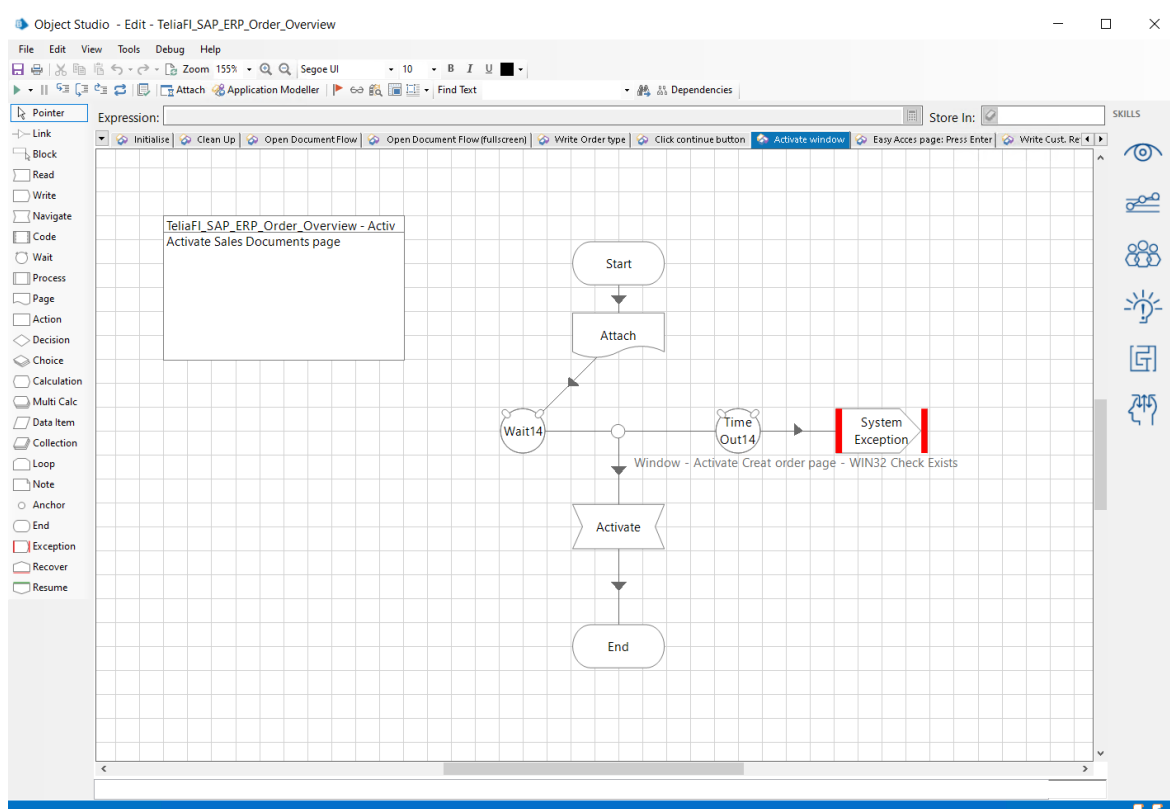 Object Studio - Edit - TeliaFI_SAP_ERP_Order_Overview
File Edit View Tools Debug Help
Zoom 155% Segoe UI 10 B I U
Attach Application Modeller Find Text Dependencies
Pointer
Expression:
Store In:
SKILLS
Link
Initialise Clean Up Open Document Flow Open Document Flow (fullscreen) Write Order type Click continue button Activate window Easy Acces page: Press Enter Write Cust. Re
Block
Read
Write
Navigate
Code
Wait
Process
Page
Action
Decision
Choice
Calculation
Multi Calc
Data Item
Collection
Loop
Note
Anchor
End
Exception
Recover
Resume
TeliaFI_SAP_ERP_Order_Overview - Activ
Activate Sales Documents page
Start
Attach
Wait14
Time
Out14
System
Exception
Window - Activate Creat order page - WIN32 Check Exists
Activate
End